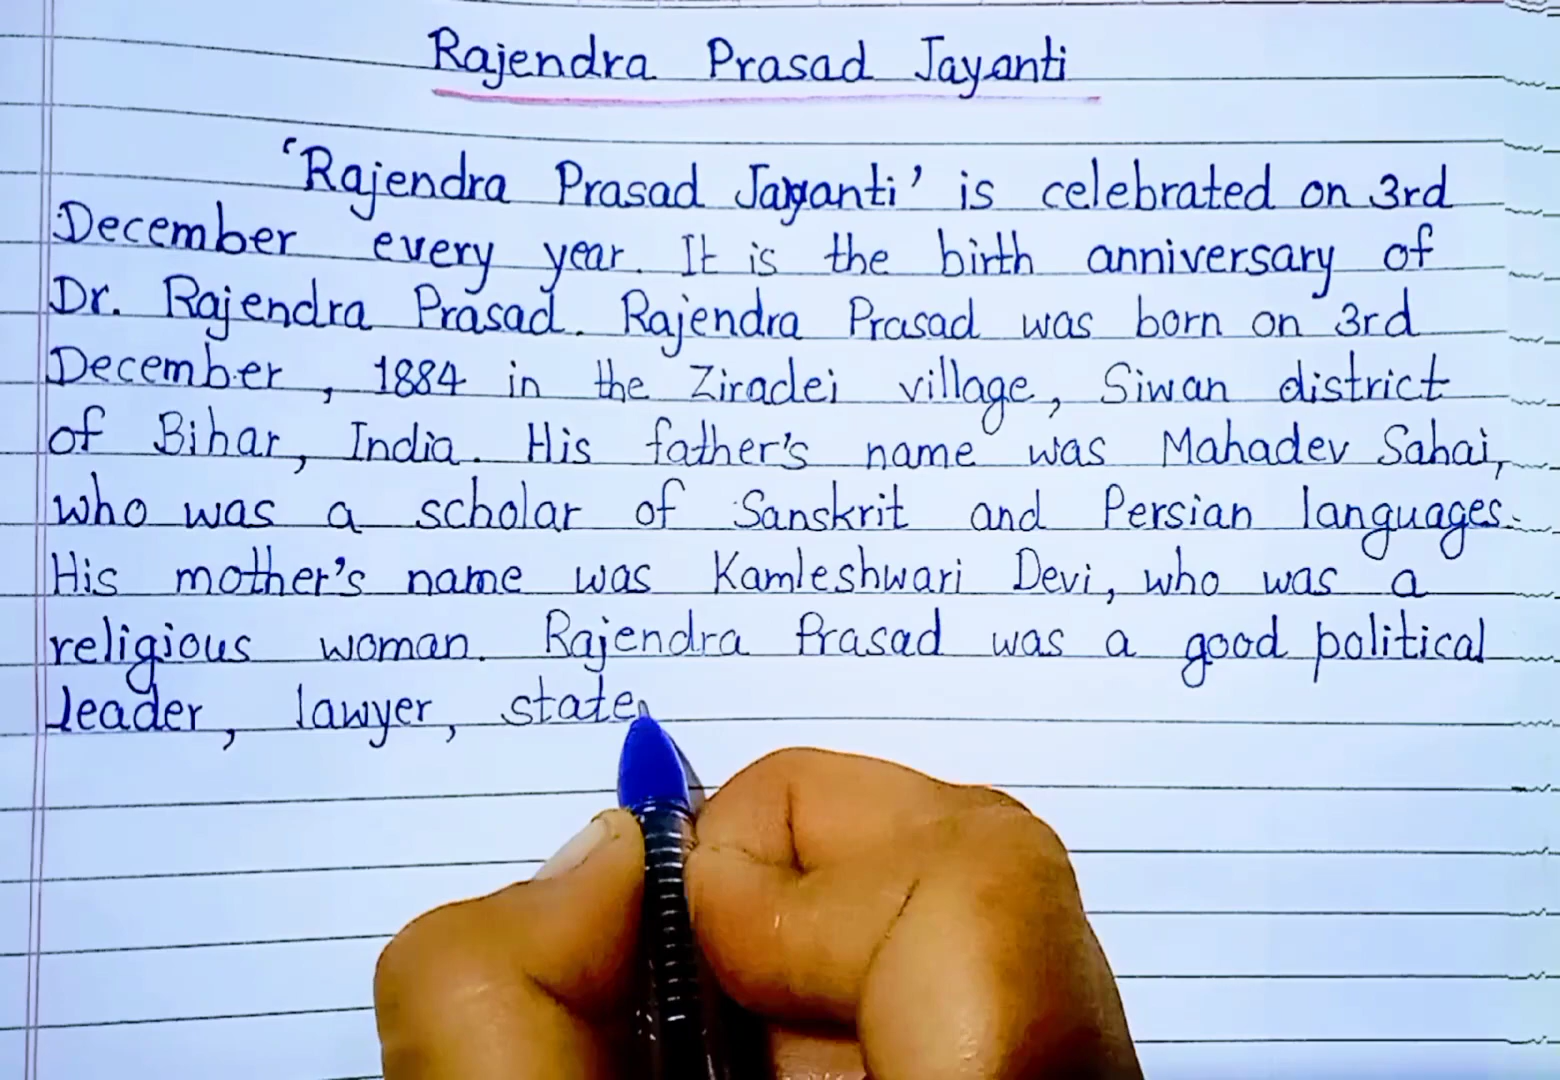 Rajendra Prasad Jayanti
'Rajendra Prasad Jayanti' is celebrated on 3rd
December every year. It is the birth anniversary of
Dr. Rajendra Prasad. Rajendra Prasad was born on 3rd
December, 1884 in the Ziradei village, Siwan district
of Bihar, India. His father's name was Mahadev Sahai,
who was a scholar of Sanskrit and Persian languages.
His mother's name was Kamleshwari Devi, who was a
religious woman. Rajendra Prasad was a good political
leader, lawyer, state